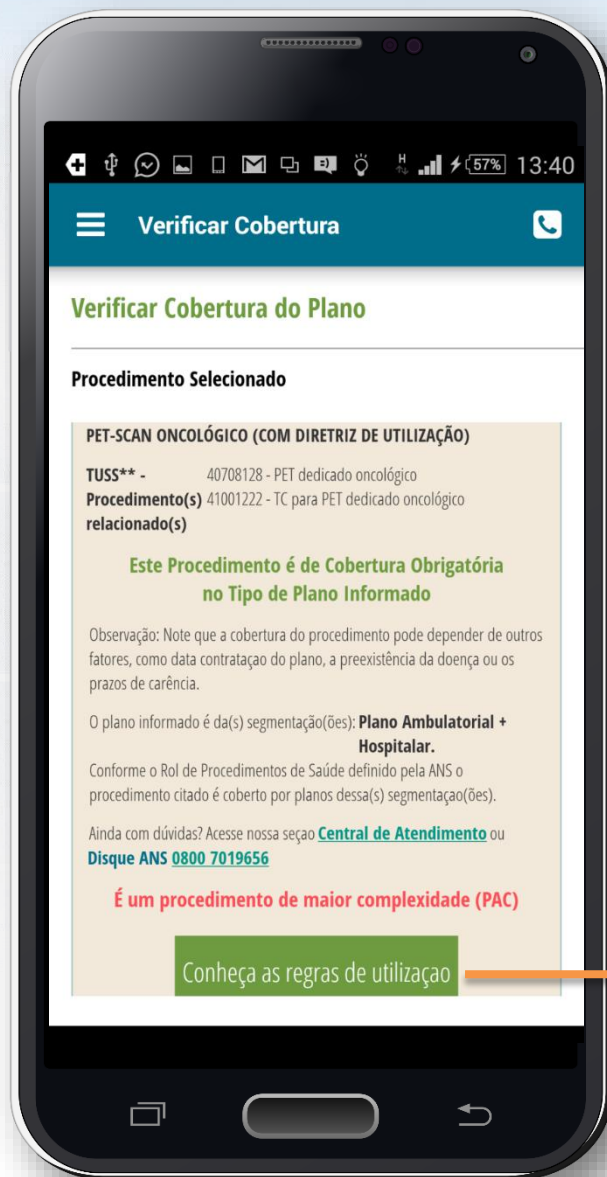 H 57% 13:40
Verificar Cobertura
Verificar Cobertura do Plano
Procedimento Selecionado
PET-SCAN ONCOLÓGICO (COM DIRETRIZ DE UTILIZAÇÃO)
TUSS** - 40708128 - PET dedicado oncológico
Procedimento(s) 41001222 - TC para PET dedicado oncológico
relacionado(s)
Este Procedimento é de Cobertura Obrigatória
no Tipo de Plano Informado
Observação: Note que a cobertura do procedimento pode depender de outros
fatores, como data contrataçao do plano, a preexistência da doença ou os
prazos de carência.
O plano informado é da(s) segmentação(ões): Plano Ambulatorial +
Hospitalar.
Conforme o Rol de Procedimentos de Saúde definido pela ANS o
procedimento citado é coberto por planos dessa(s) segmentaçao(ões).
Ainda com dúvidas? Acesse nossa seçao Central de Atendimento ou
Disque ANS 0800 7019656
É um procedimento de maior complexidade (PAC)
Conheça as regras de utilizaçao